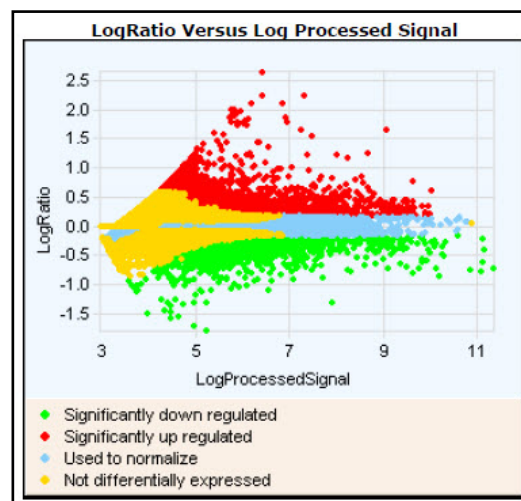 LogRatio Versus Log Processed Signal
2.5
2.0
1.5
1.0
0.5
0.0
-0.5
-1.0
-1.5
LogRatio
3 5 7 9 11
LogProcessedSignal
Significantly down regulated
Significantly up regulated
Used to normalize
Not differentially expressed